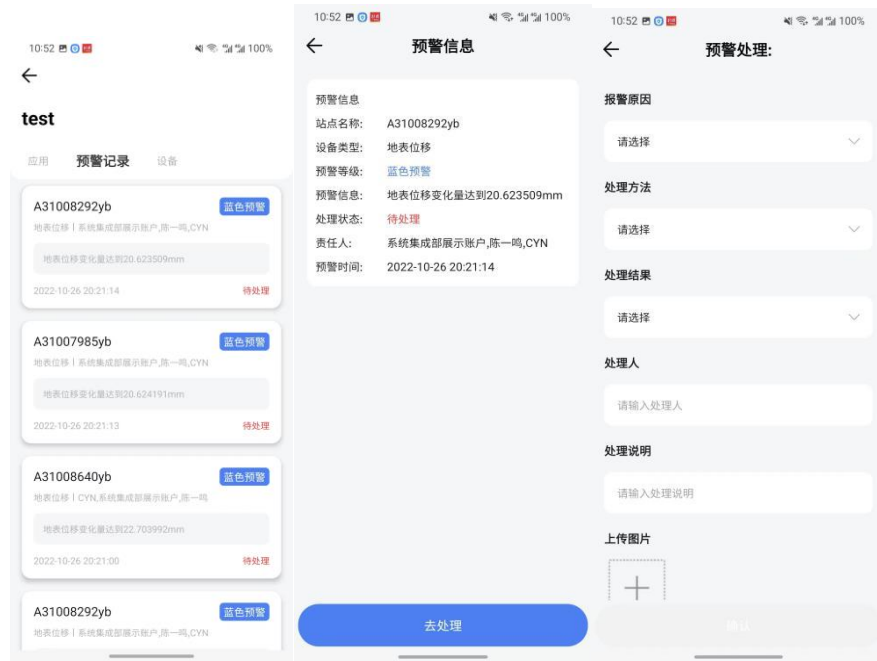 10:52
100%
test
应用 预警记录 设备
A31008292yb 蓝色预警
地表位移 | 系统集成部展示账户,陈一鸣,CYN
地表位移变化量达到20.623509mm
2022-10-26 20:21:14 待处理
A31007985yb 蓝色预警
地表位移 | 系统集成部展示账户,陈一鸣,CYN
地表位移变化量达到20.624191mm
2022-10-26 20:21:13 待处理
A31008640yb 蓝色预警
地表位移 | CYN,系统集成部展示账户,陈一鸣
地表位移变化量达到22.703992mm
2022-10-26 20:21:00 待处理
A31008292yb 蓝色预警
地表位移 | 系统集成部展示账户,陈一鸣,CYN
10:52
100%
预警信息
预警信息
站点名称: A31008292yb
设备类型: 地表位移
预警等级: 蓝色预警
预警信息: 地表位移变化量达到20.623509mm
处理状态: 待处理
责任人: 系统集成部展示账户,陈一鸣,CYN
预警时间: 2022-10-26 20:21:14
去处理
10:52
100%
预警处理:
报警原因
请选择
处理方法
请选择
处理结果
请选择
处理人
请输入处理人
处理说明
请输入处理说明
上传图片
确认